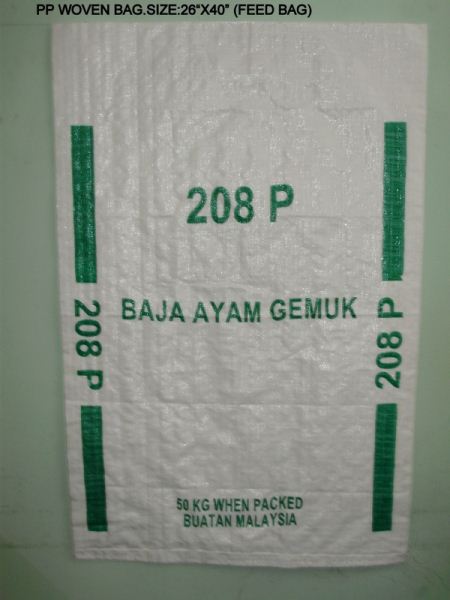 PP WOVEN BAG.SIZE:26“X40” (FEED BAG)
208 P
BAJA AYAM GEMUK
208 P
208 P
50 KG WHEN PACKED
BUATAN MALAYSIA